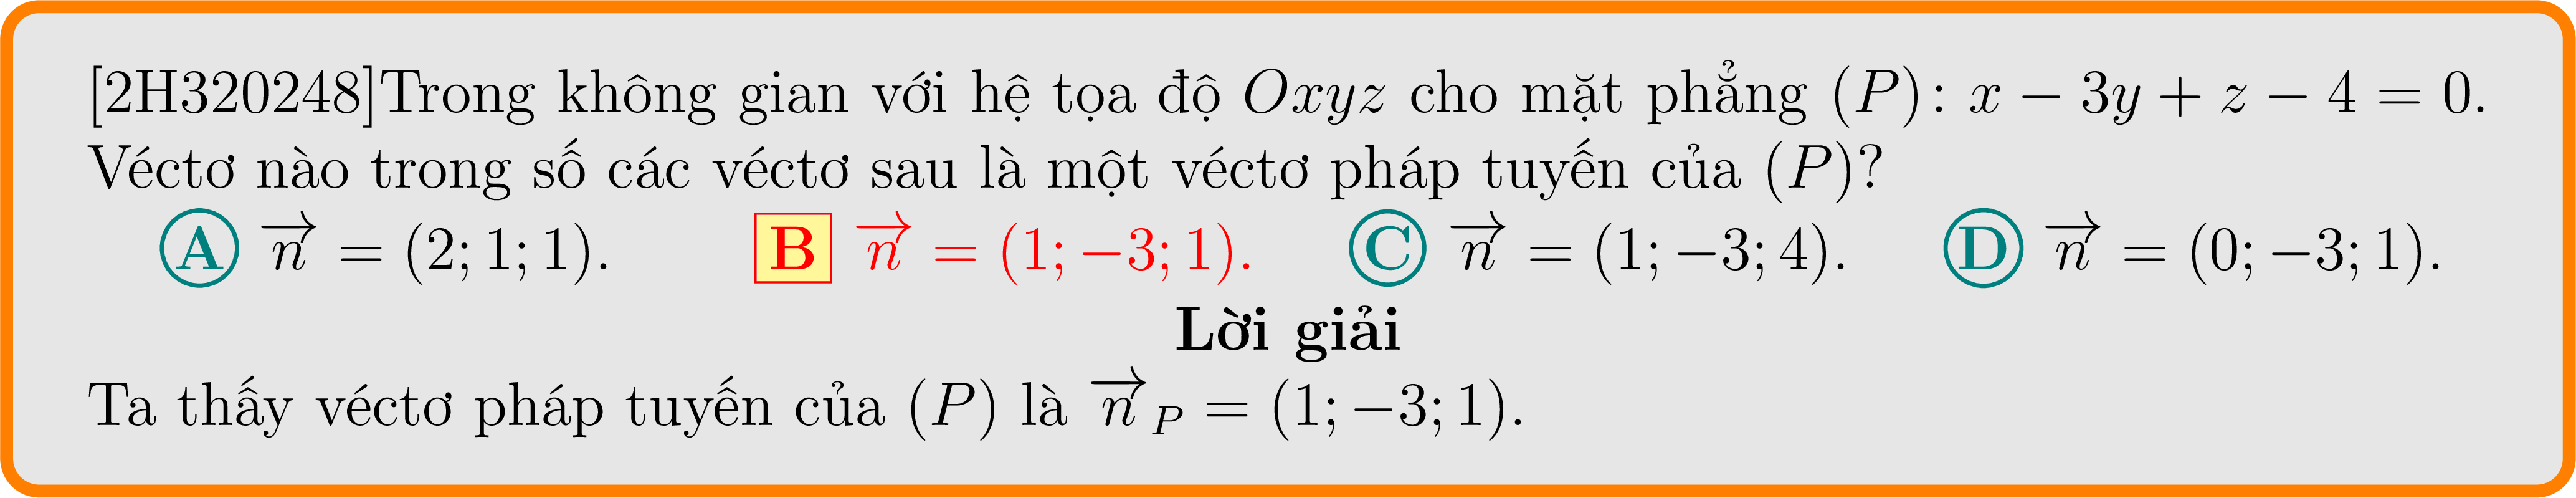 [2H320248]Trong không gian với hệ tọa độ Oxyz cho mặt phẳng (P): x − 3y + z − 4 = 0.
Véctơ nào trong số các véctơ sau là một véctơ pháp tuyến của (P)?
A $\overrightarrow{n}$ = (2; 1; 1). B $\overrightarrow{n}$ = (1; −3; 1). C $\overrightarrow{n}$ = (1; −3; 4). D $\overrightarrow{n}$ = (0; −3; 1).
Lời giải
Ta thấy véctơ pháp tuyến của (P) là $\overrightarrow{n}_P$ = (1; −3; 1).